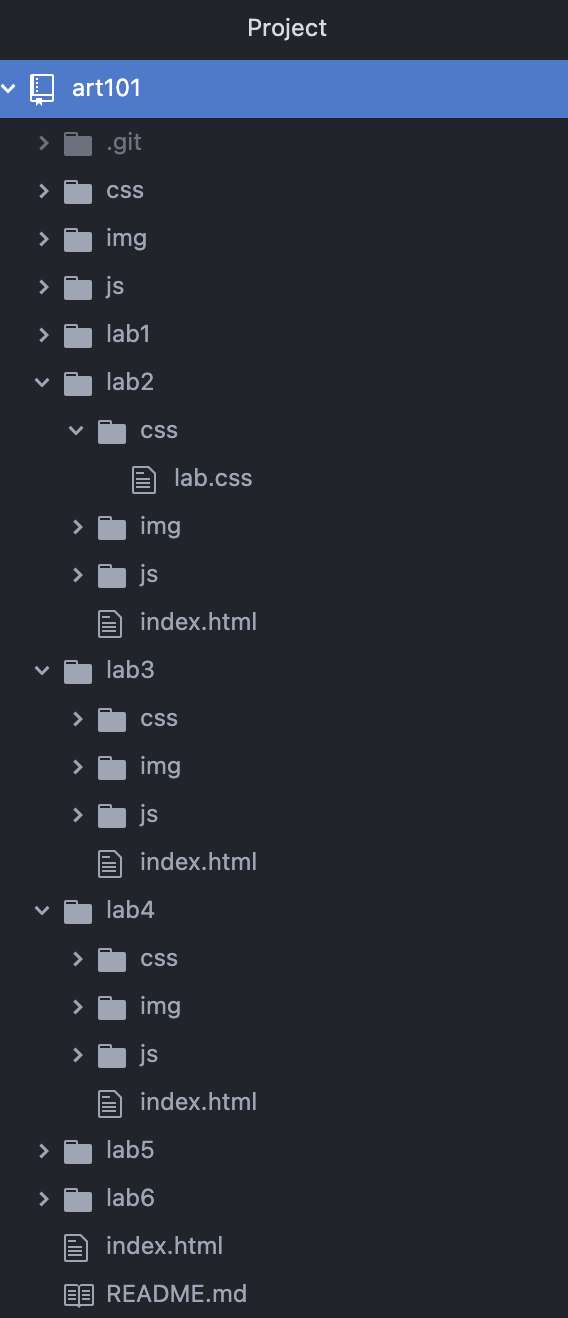 Project
art101
.git
css
img
js
lab1
lab2
css
lab.css
img
js
index.html
lab3
css
img
js
index.html
lab4
css
img
js
index.html
lab5
lab6
index.html
README.md